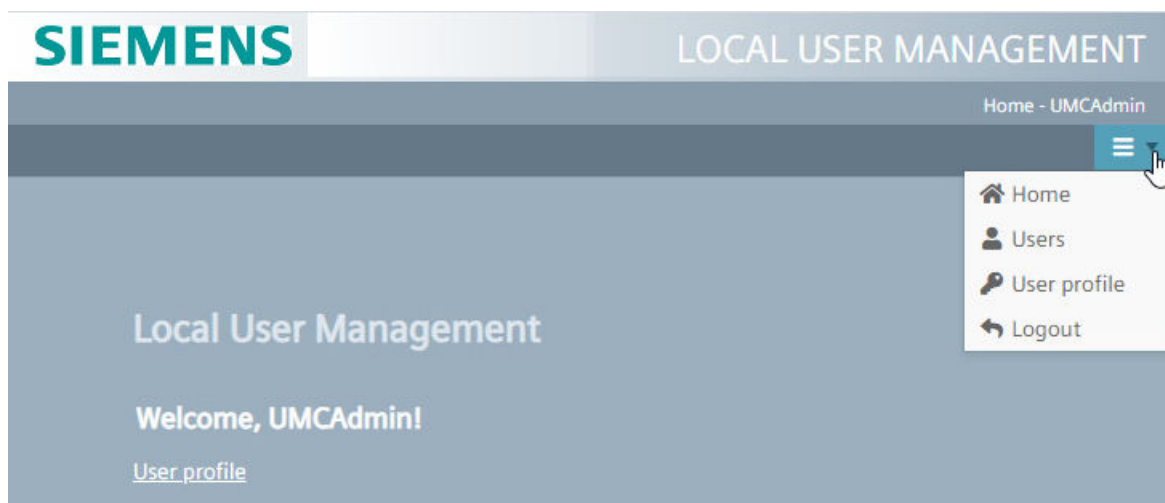 SIEMENS
LOCAL USER MANAGEMENT
Home - UMCAdmin
Home
Users
User profile
Logout
Local User Management
Welcome, UMCAdmin!
User profile